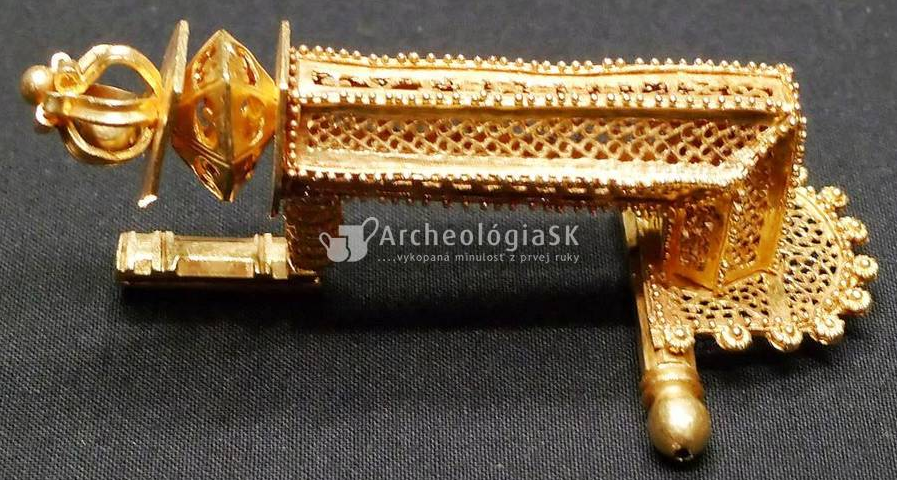 ArcheológiaSK
....vykopaná minulosť z prvej ruky